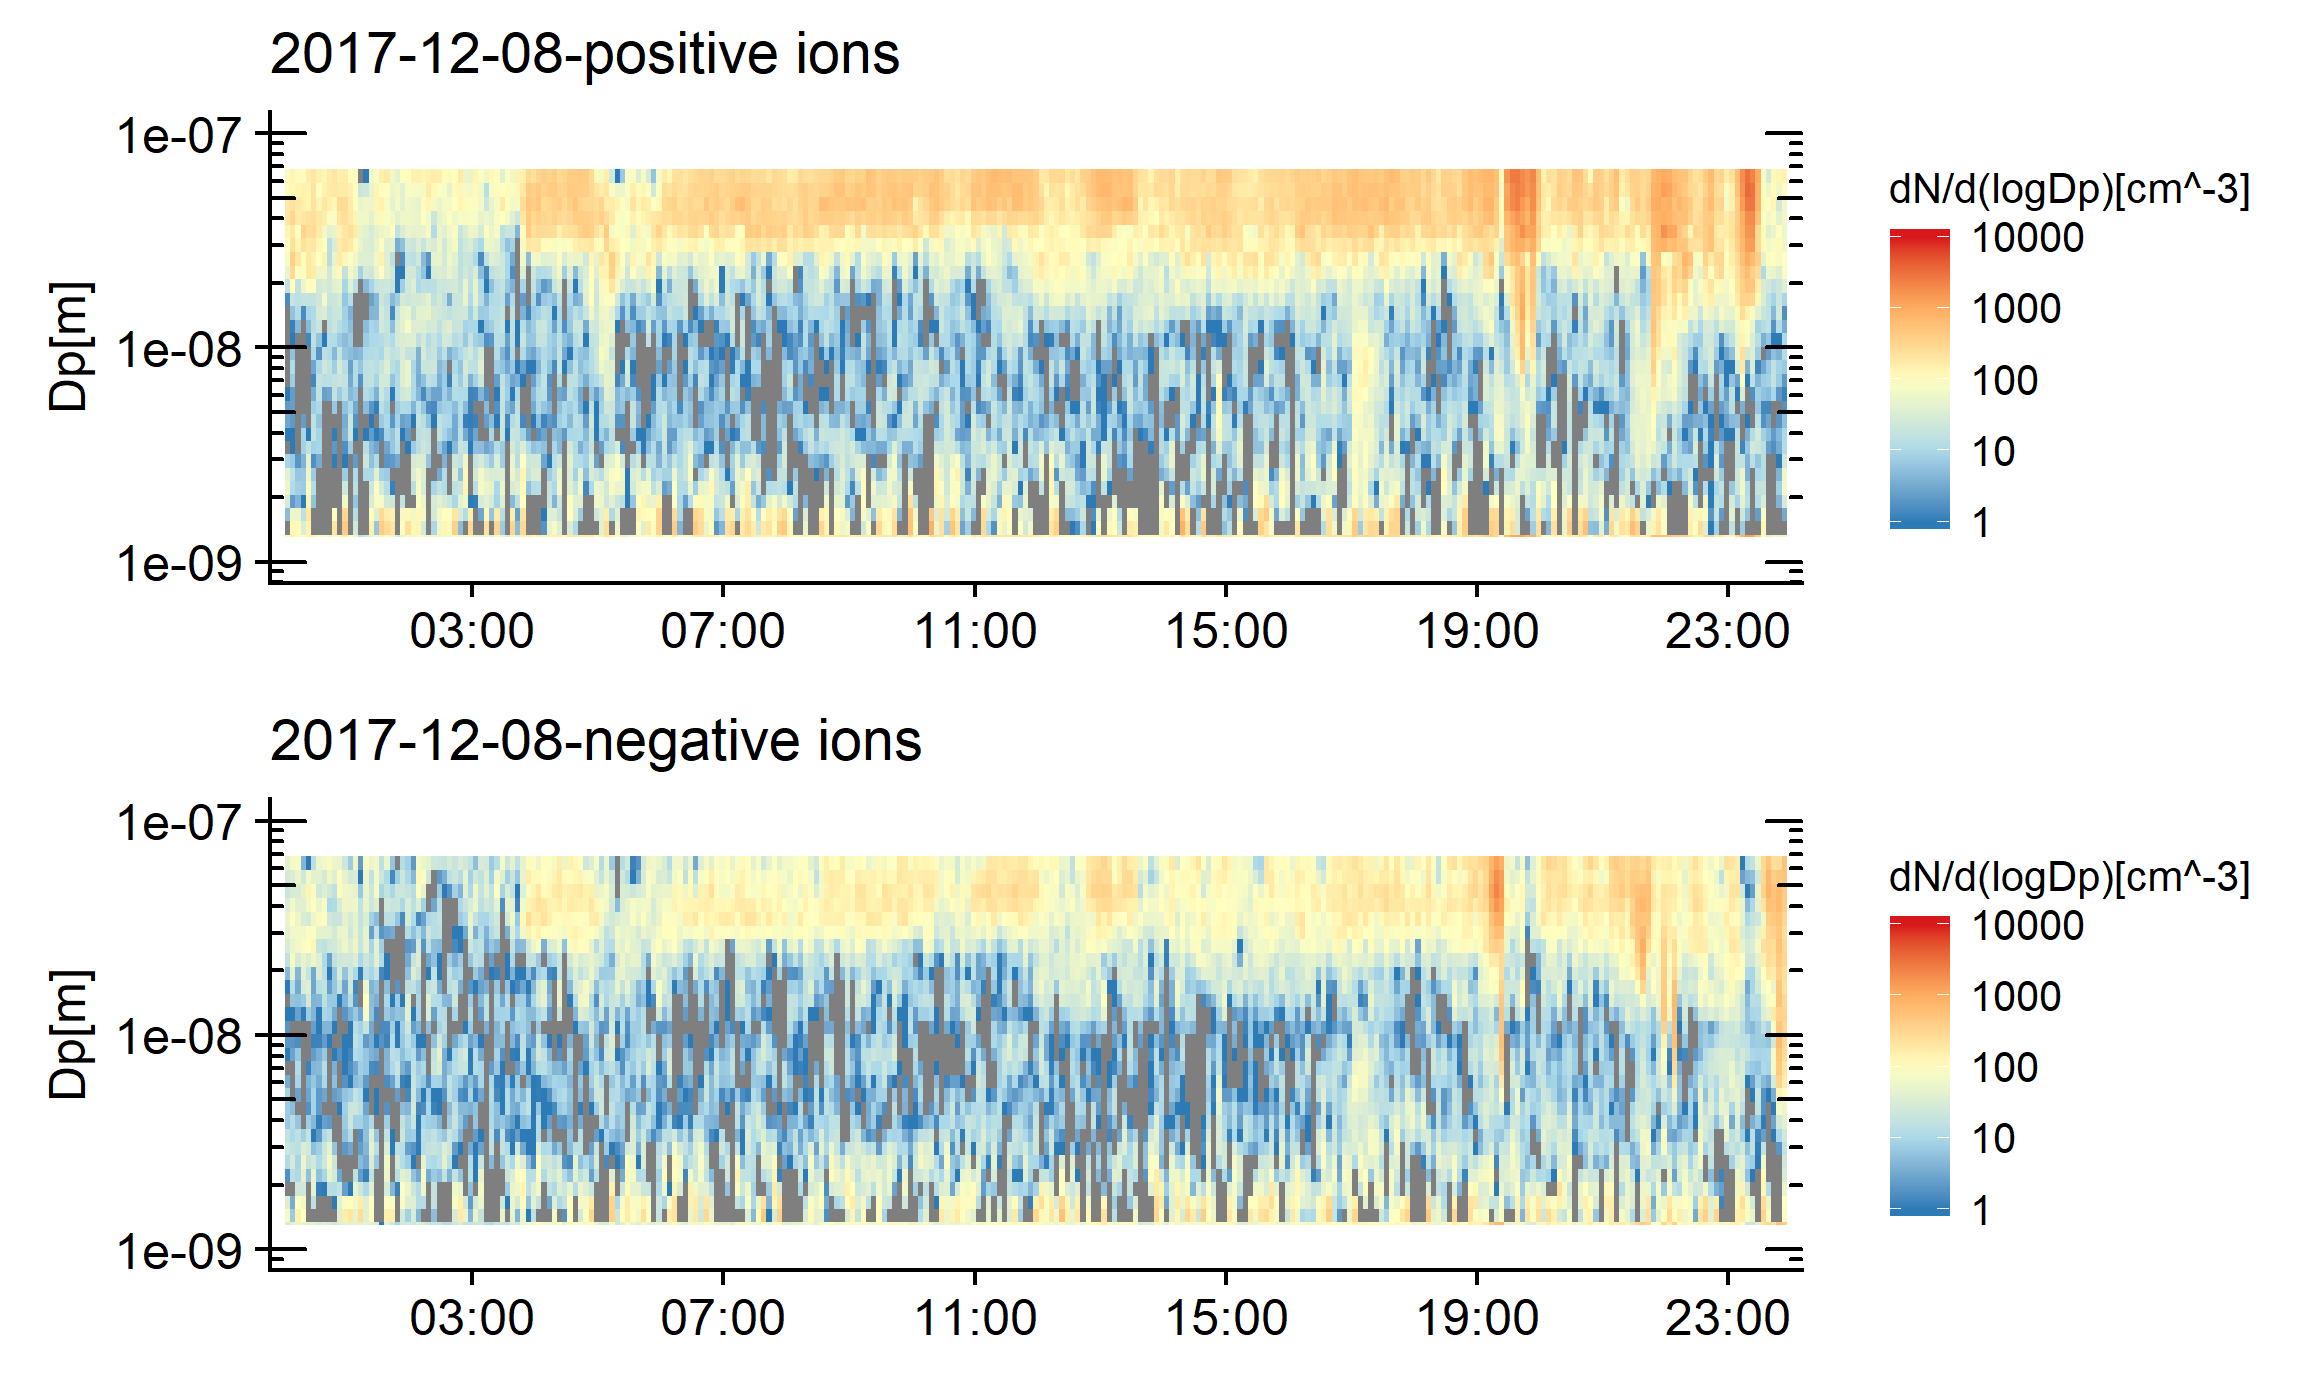 2017-12-08-positive ions
1e-07
1e-08
1e-09
Dp[m]
03:00 07:00 11:00 15:00 19:00 23:00
dN/d(logDp)[cm^-3]
10000
1000
100
10
1
2017-12-08-negative ions
1e-07
1e-08
1e-09
Dp[m]
03:00 07:00 11:00 15:00 19:00 23:00
dN/d(logDp)[cm^-3]
10000
1000
100
10
1